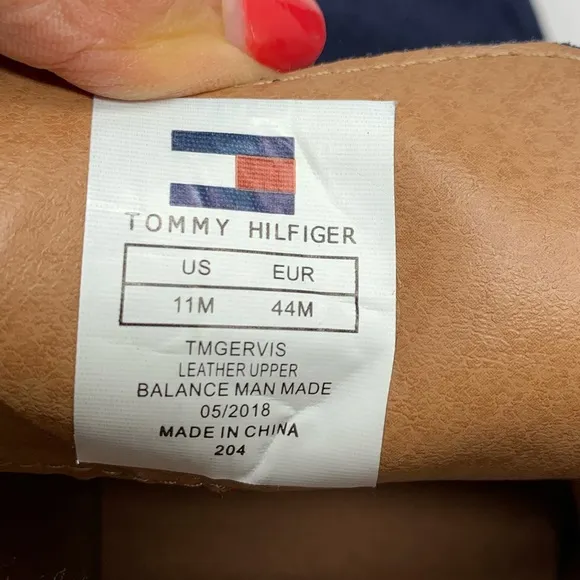 TOMMY HILFIGER
US EUR
11M 44M
TMGERVIS
LEATHER UPPER
BALANCE MAN MADE
05/2018
MADE IN CHINA
204